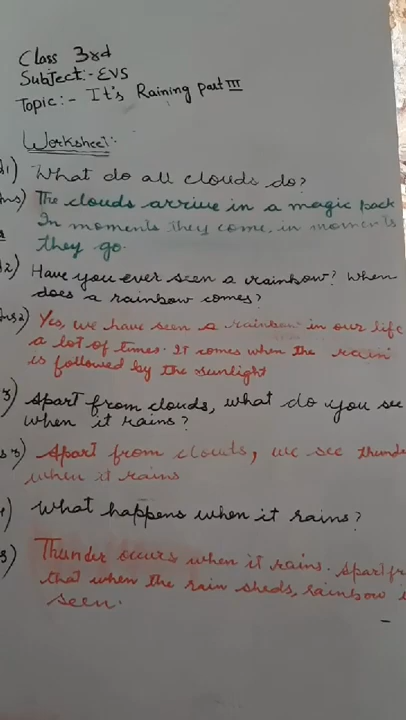 Class 3rd
Subject:- EVS
Topic:- It's Raining part III
Worksheet:-
1) What do all clouds do?
ns) The clouds arrive in a magic pack
In moments they come, in moments
they go.
2) Have you ever seen a rainbow? When
does a rainbow comes?
Ans2) Yes, we have seen a rainbow in our life
a lot of times. It comes when the rain
is followed by the sunlight
3) Apart from clouds, what do you see
when it rains?
s 3) Apart from clouds, we see thunde
when it rains
) What happens when it rains?
s) Thunder occurs when it rains. Apart fr
that when the rain sheds, rainbow i
seen.